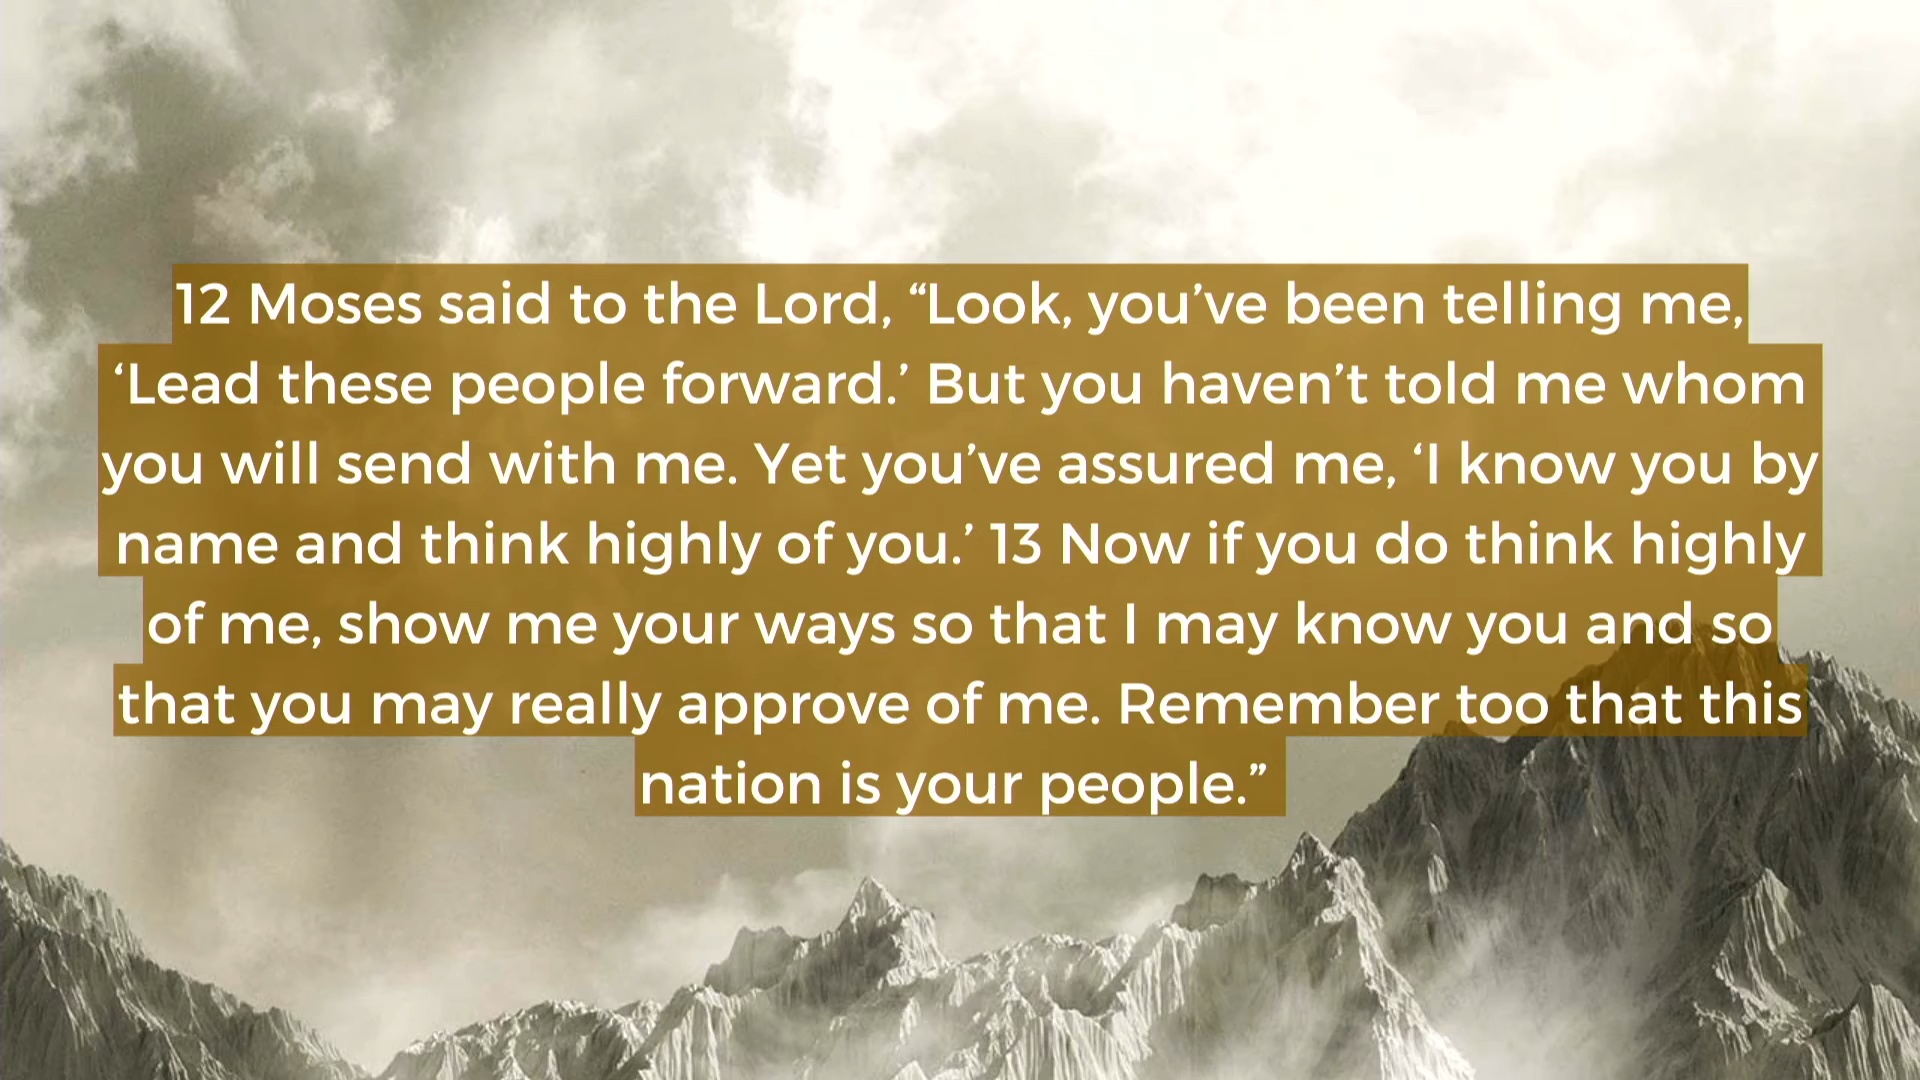 12 Moses said to the Lord, “Look, you’ve been telling me,
‘Lead these people forward.’ But you haven’t told me whom
you will send with me. Yet you’ve assured me, ‘I know you by
name and think highly of you.’ 13 Now if you do think highly
of me, show me your ways so that I may know you and so
that you may really approve of me. Remember too that this
nation is your people.”